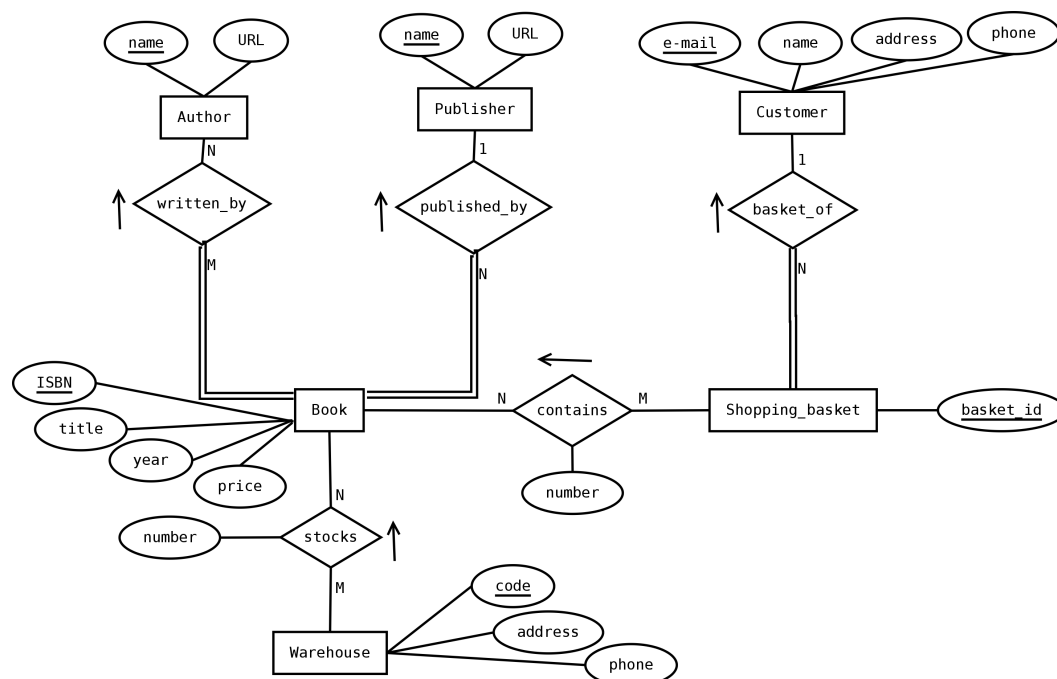 name
URL
name
URL
e-mail
name
address
phone
Author
Publisher
Customer
N
1
1
written_by
published_by
basket_of
M
N
N
ISBN
title
year
price
Book
N
contains
M
Shopping_basket
basket_id
number
N
number
stocks
M
code
address
phone
Warehouse